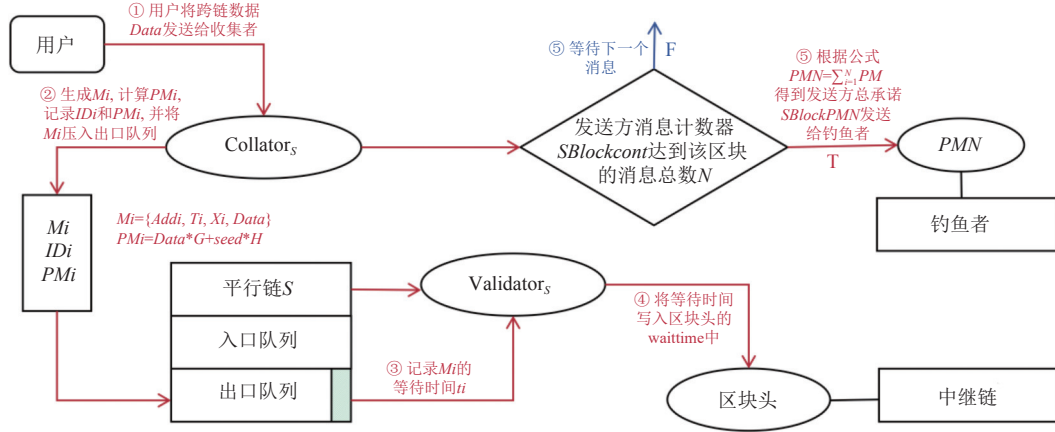 用户
① 用户将跨链数据
Data发送给收集者
② 生成Mi, 计算PMi,
记录IDi和PMi, 并将
Mi压入出口队列
Collator_S
⑤ 等待下一个
消息
F
发送方消息计数器
SBlockcont达到该区块
的消息总数N
⑤ 根据公式
PMN=∑_{i=1}^{N} PM
得到发送方总承诺
SBlockPMN发送
给钓鱼者
T
PMN
钓鱼者
Mi
IDi
PMi
Mi={Addi, Ti, Xi, Data}
PMi=Data*G+seed*H
平行链S
入口队列
出口队列
③ 记录Mi的
等待时间ti
Validator_S
④ 将等待时间
写入区块头的
waittime中
区块头
中继链